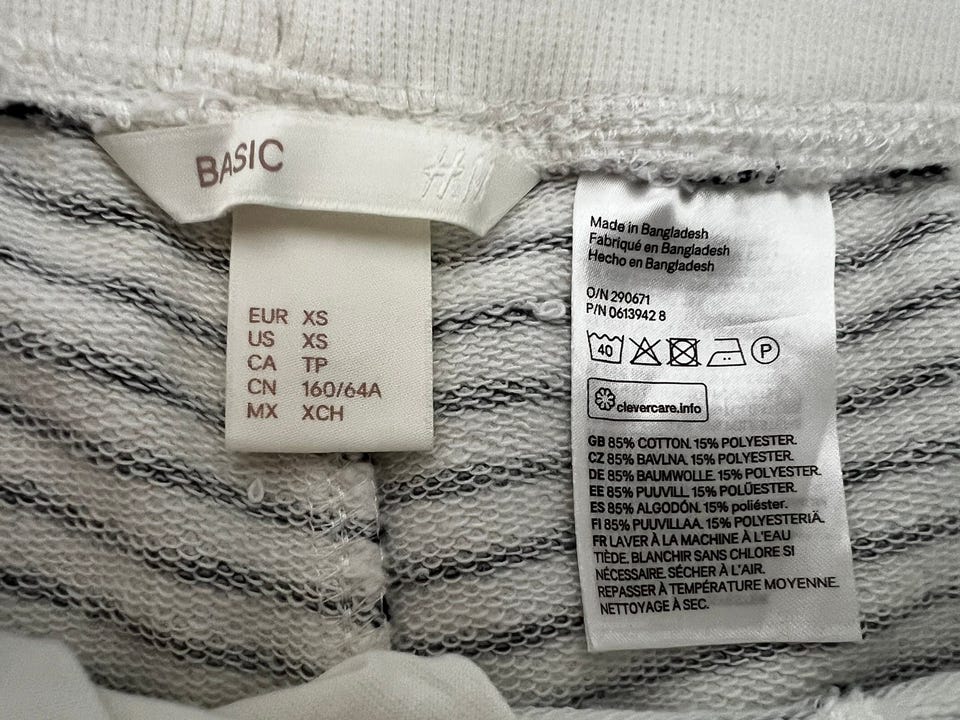 BASIC
H&M
EUR XS
US XS
CA TP
CN 160/64A
MX XCH
Made in Bangladesh
Fabriqué en Bangladesh
Hecho en Bangladesh
O/N 290671
P/N 0613942 8
40
P
clevercare.info
GB 85% COTTON. 15% POLYESTER.
CZ 85% BAVLNA. 15% POLYESTER.
DE 85% BAUMWOLLE. 15% POLYESTER.
EE 85% PUUVILL. 15% POLÜESTER.
ES 85% ALGODÓN. 15% poliéster.
FI 85% PUUVILLAA. 15% POLYESTERIÄ.
FR LAVER À LA MACHINE À L'EAU
TIÈDE, BLANCHIR SANS CHLORE SI
NÉCESSAIRE. SÉCHER À L'AIR.
REPASSER À TEMPÉRATURE MOYENNE.
NETTOYAGE À SEC.